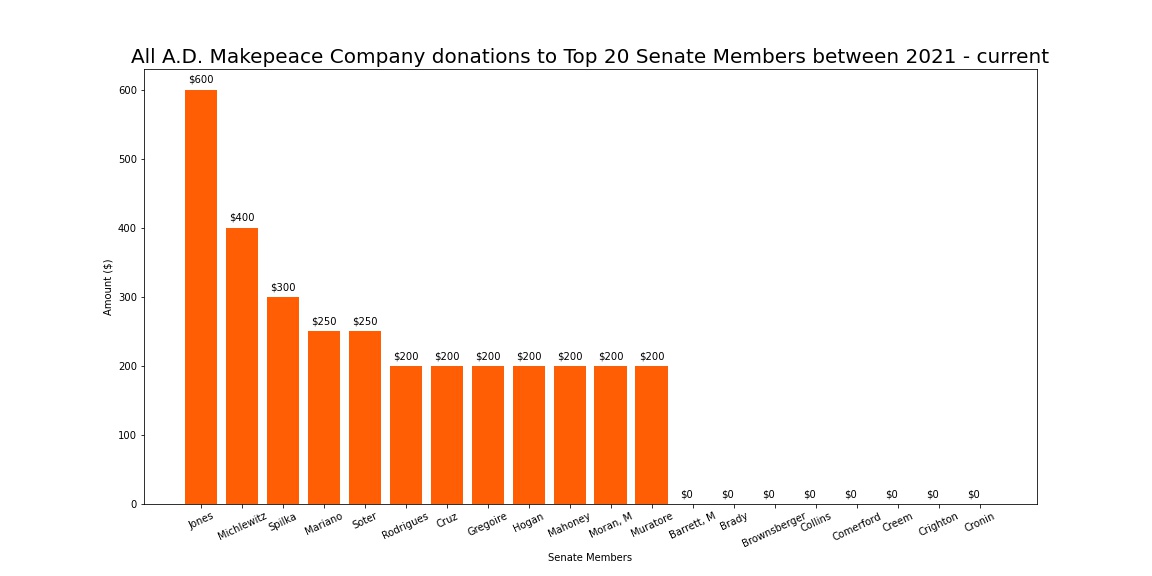 All A.D. Makepeace Company donations to Top 20 Senate Members between 2021 - current
$600
600
500
$400
400
Amount ($)
$300
300
$250 $250
$200 $200 $200 $200 $200 $200 $200
200
100
$0 $0 $0 $0 $0 $0 $0 $0
0
Jones Michlewitz Spilka Mariano Soter Rodrigues Cruz Gregoire Hogan Mahoney Moran, M Muratore Barrett, M Brady Brownsberger Collins Comerford Creem Crighton Cronin
Senate Members